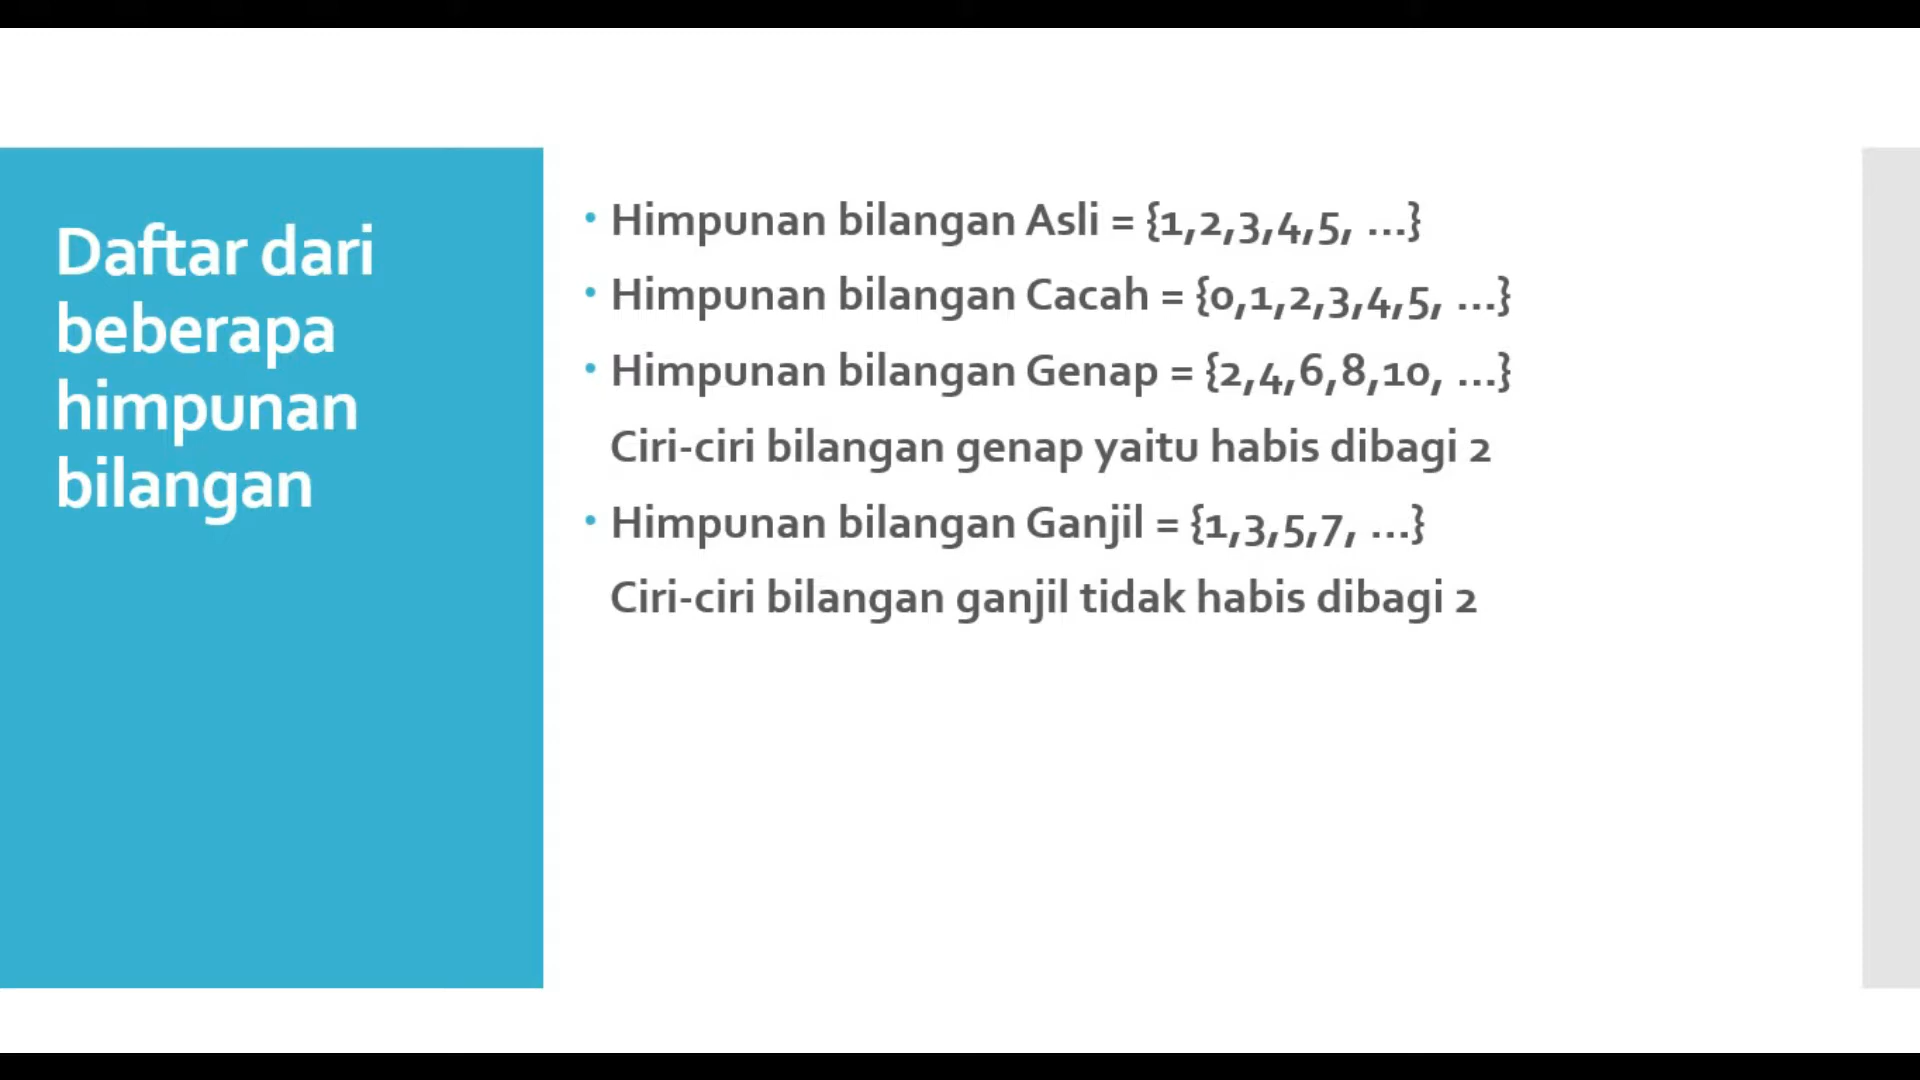 Daftar dari
beberapa
himpunan
bilangan
• Himpunan bilangan Asli = {1,2,3,4,5, ...}
• Himpunan bilangan Cacah = {0,1,2,3,4,5, ...}
• Himpunan bilangan Genap = {2,4,6,8,10, ...}
Ciri-ciri bilangan genap yaitu habis dibagi 2
• Himpunan bilangan Ganjil = {1,3,5,7, ...}
Ciri-ciri bilangan ganjil tidak habis dibagi 2